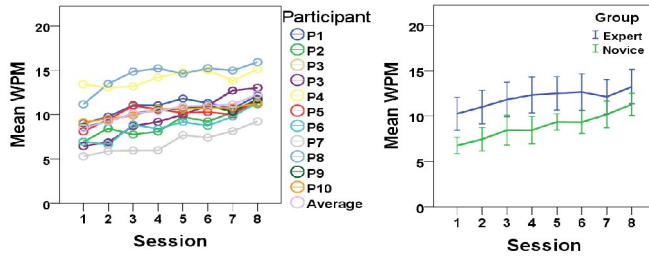 Participant
20
15
10
5
0
Mean WPM
1 2 3 4 5 6 7 8
Session
P1
P2
P3
P3
P4
P5
P6
P7
P8
P9
P10
Average
Group
Expert
Novice
20
15
10
5
0
Mean WPM
1 2 3 4 5 6 7 8
Session